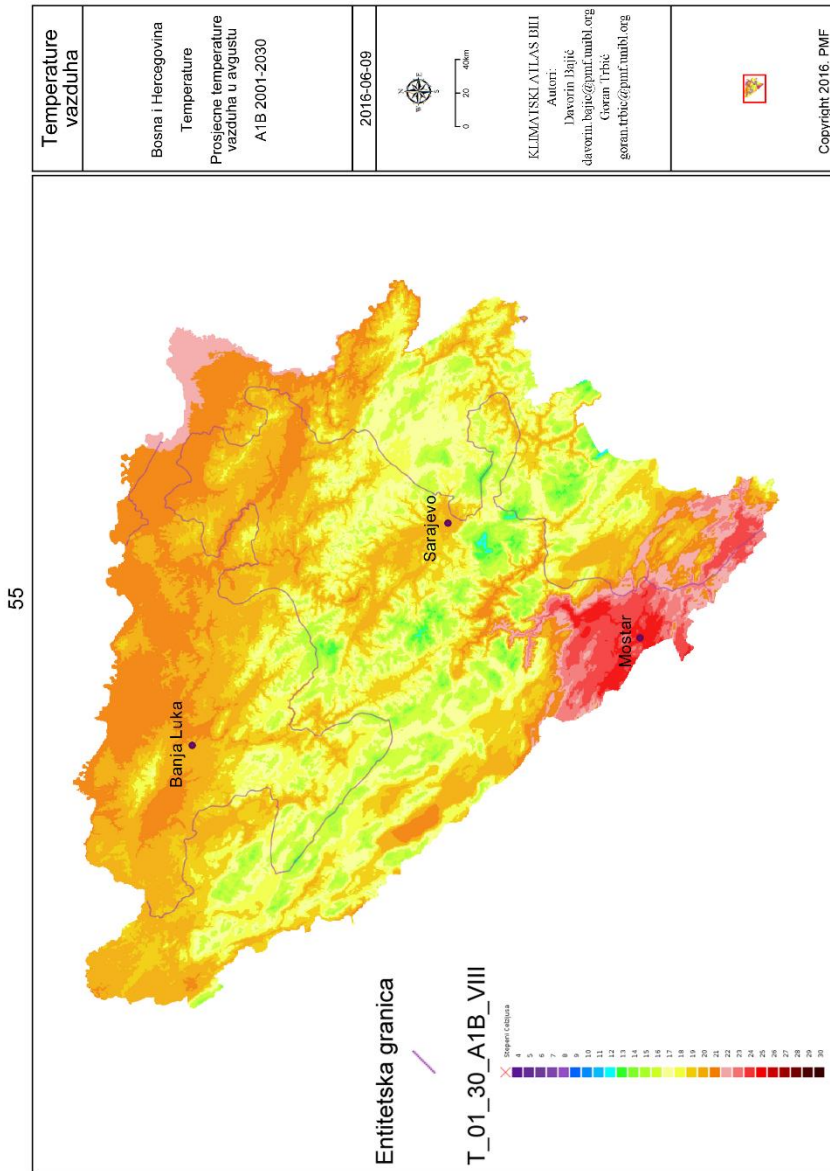 55
Temperature
vazduha
Bosna i Hercegovina
Temperature
Prosjecne temperature
vazduha u avgustu
A1B 2001-2030
2016-06-09
N
W
E
S
0
20
40km
KLIMATSKI ATLAS BIH
Autori:
Davorin Bajić
davorin.bajic@pmf.unibl.org
Goran Trbić
goran.trbic@pmf.unibl.org
Copyright 2016. PMF
Banja Luka
Sarajevo
Mostar
Entitetska granica
T_01_30_A1B_VIII
Stepeni Celzijusa
4
5
6
7
8
9
10
11
12
13
14
15
16
17
18
19
20
21
22
23
24
25
26
27
28
29
30